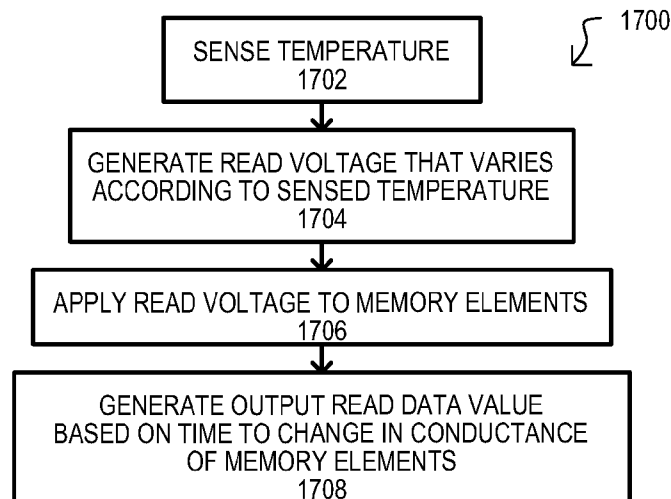 1700
SENSE TEMPERATURE
1702
GENERATE READ VOLTAGE THAT VARIES
ACCORDING TO SENSED TEMPERATURE
1704
APPLY READ VOLTAGE TO MEMORY ELEMENTS
1706
GENERATE OUTPUT READ DATA VALUE
BASED ON TIME TO CHANGE IN CONDUCTANCE
OF MEMORY ELEMENTS
1708